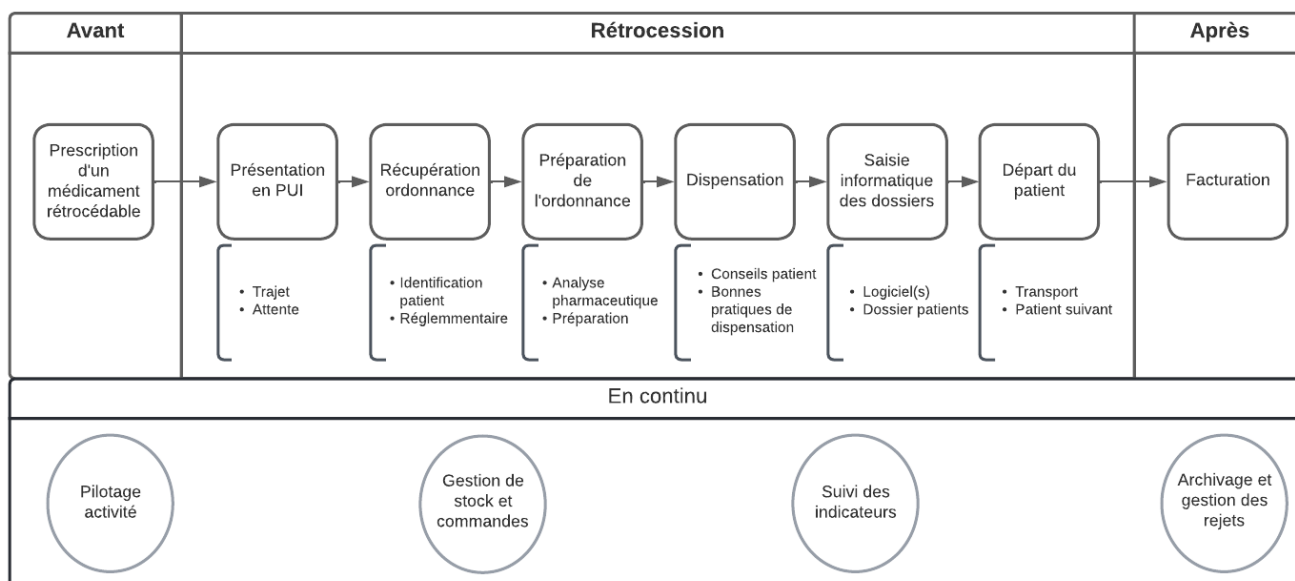 Avant
Rétrocession
Après
Prescription
d'un
médicament
rétrocédable
Présentation
en PUI
Récupération
ordonnance
Préparation
de
l'ordonnance
Dispensation
Saisie
informatique
des dossiers
Départ du
patient
Facturation
• Trajet
• Attente
• Identification
patient
• Réglemmentaire
• Analyse
pharmaceutique
• Préparation
• Conseils patient
• Bonnes
pratiques de
dispensation
• Logiciel(s)
• Dossier patients
• Transport
• Patient suivant
En continu
Pilotage
activité
Gestion de
stock et
commandes
Suivi des
indicateurs
Archivage et
gestion des
rejets